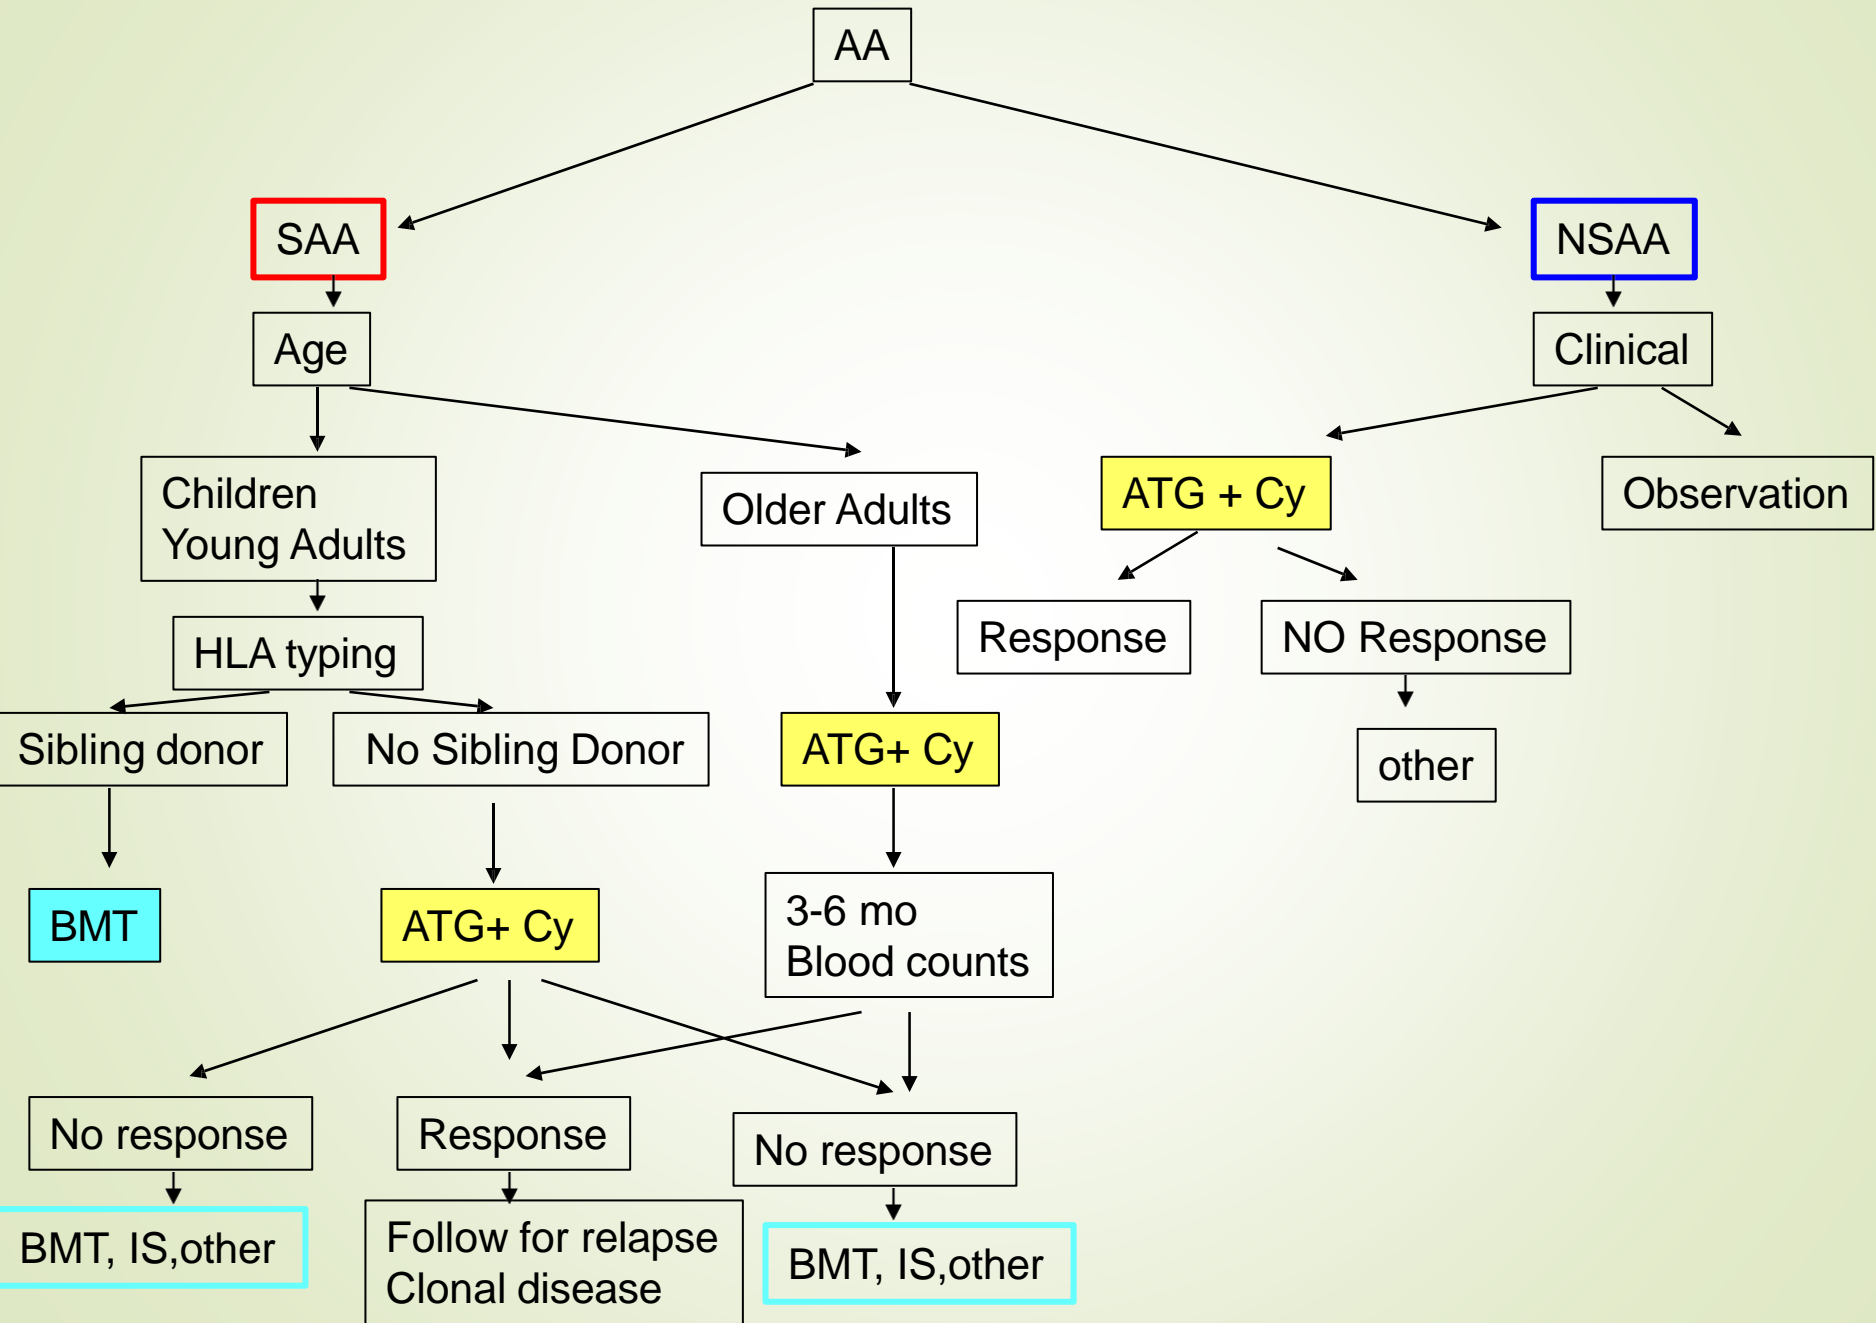 AA
SAA
NSAA
Age
Clinical
Children
Young Adults
Older Adults
ATG + Cy
Observation
HLA typing
Response
NO Response
Sibling donor
No Sibling Donor
ATG+ Cy
other
BMT
ATG+ Cy
3-6 mo
Blood counts
No response
Response
No response
BMT, IS,other
Follow for relapse
Clonal disease
BMT, IS,other